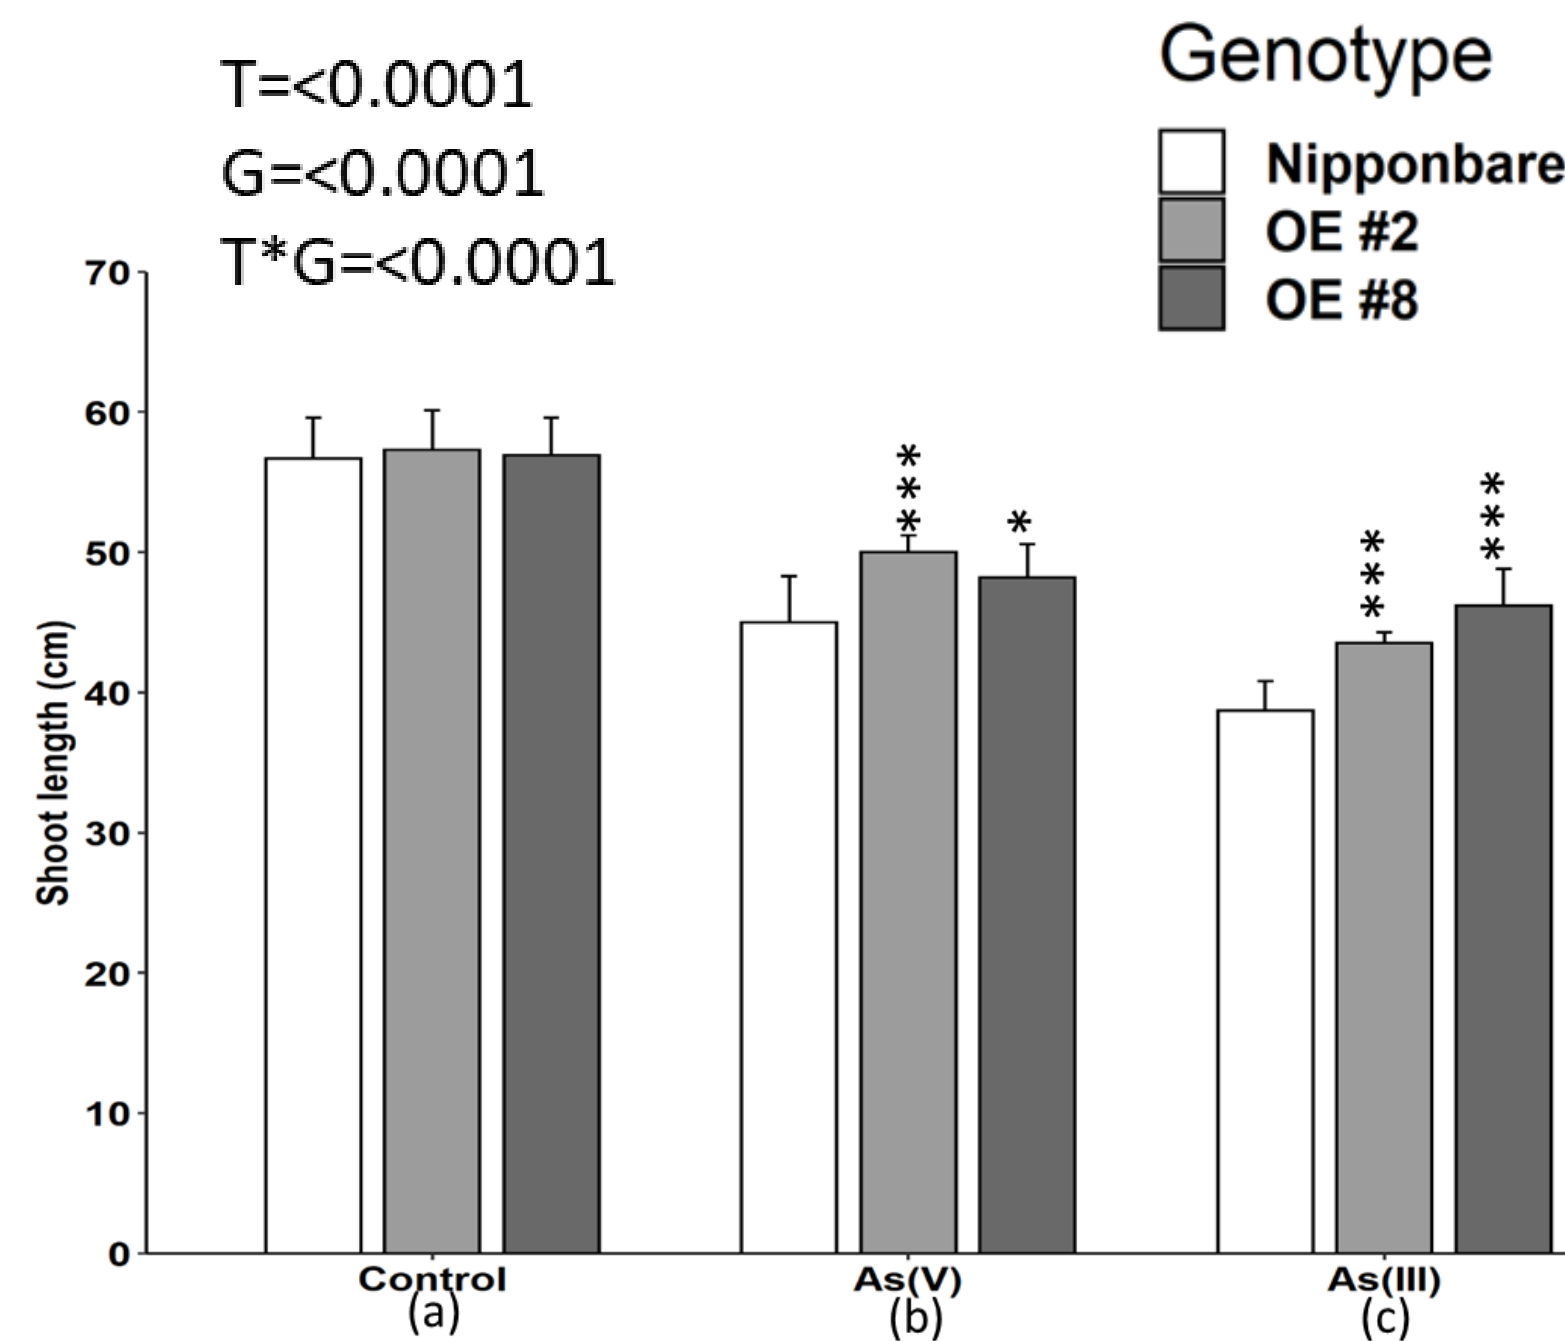 T=<0.0001
G=<0.0001
T*G=<0.0001
Genotype
Nipponbare
OE #2
OE #8
Shoot length (cm)
70
60
50
40
30
20
10
0
***
*
***
***
Control
As(V)
As(III)
(a)
(b)
(c)